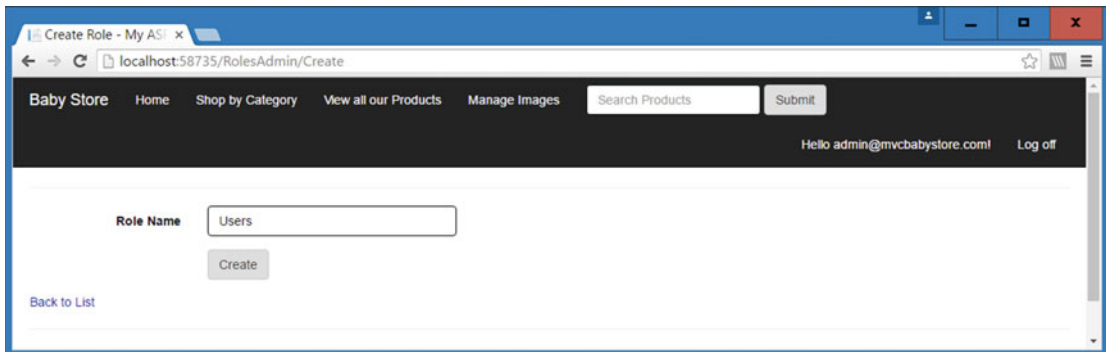 Create Role - My AS
localhost:58735/RolesAdmin/Create
Baby Store Home Shop by Category View all our Products Manage Images Search Products Submit
Hello admin@mvcbabystore.com! Log off
Role Name Users
Create
Back to List